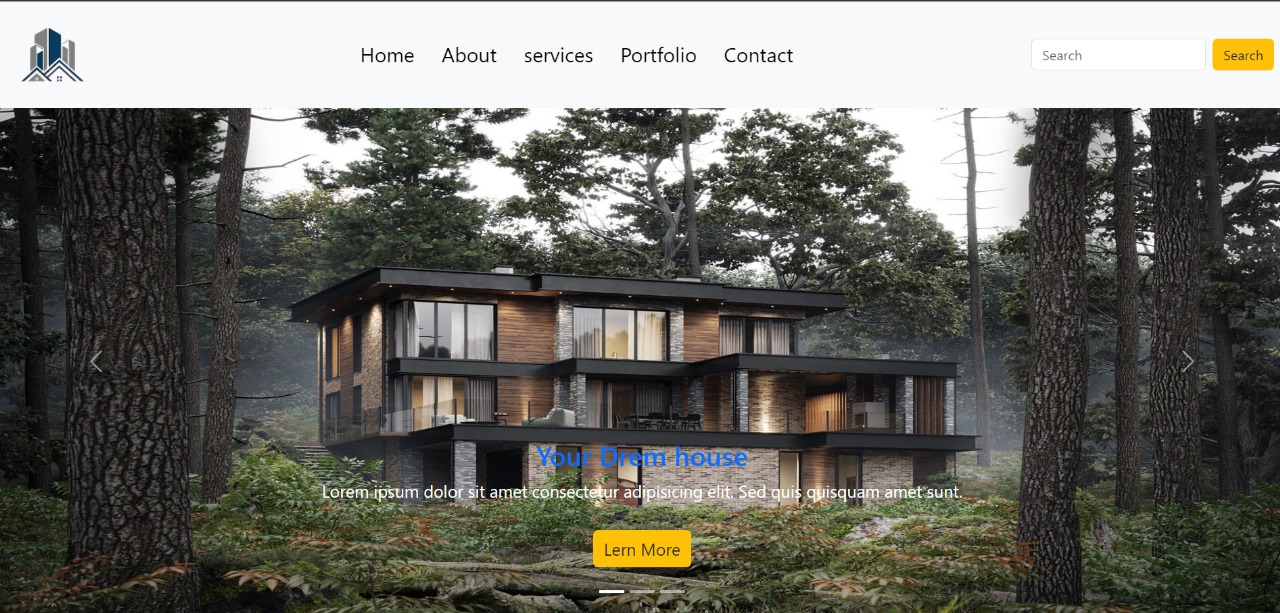 Home About services Portfolio Contact Search Search
Your Drem house
Lorem ipsum dolor sit amet consectetur adipisicing elit. Sed quis quisquam amet sunt.
Lern More